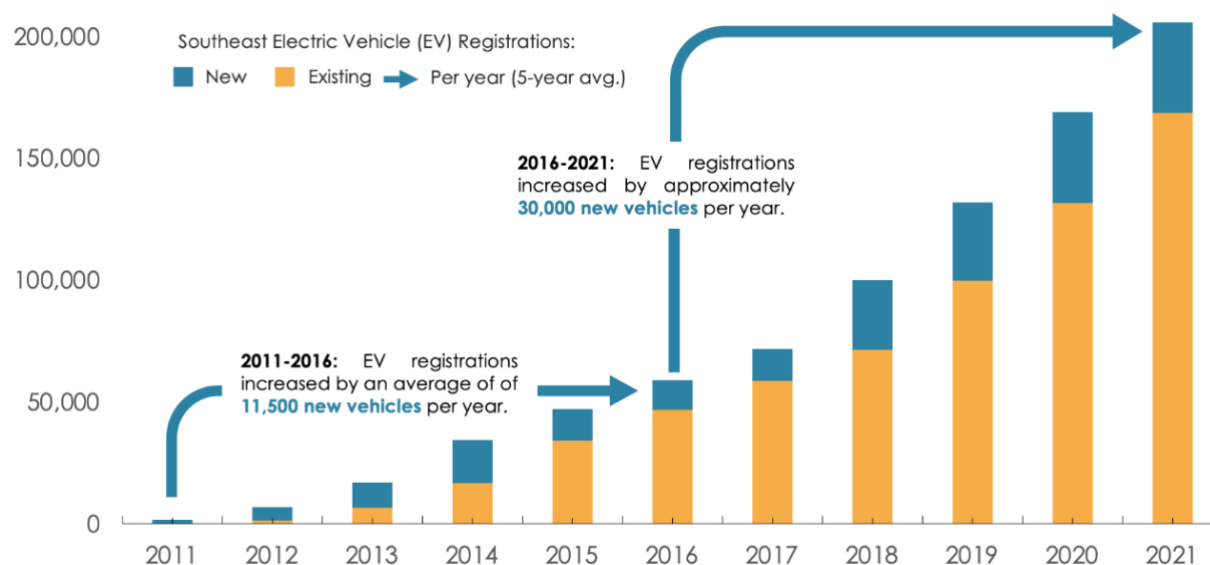 200,000
Southeast Electric Vehicle (EV) Registrations:
New Existing Per year (5-year avg.)
150,000
2016-2021: EV registrations
increased by approximately
30,000 new vehicles per year.
100,000
2011-2016: EV registrations
increased by an average of of
11,500 new vehicles per year.
50,000
0
2011 2012 2013 2014 2015 2016 2017 2018 2019 2020 2021